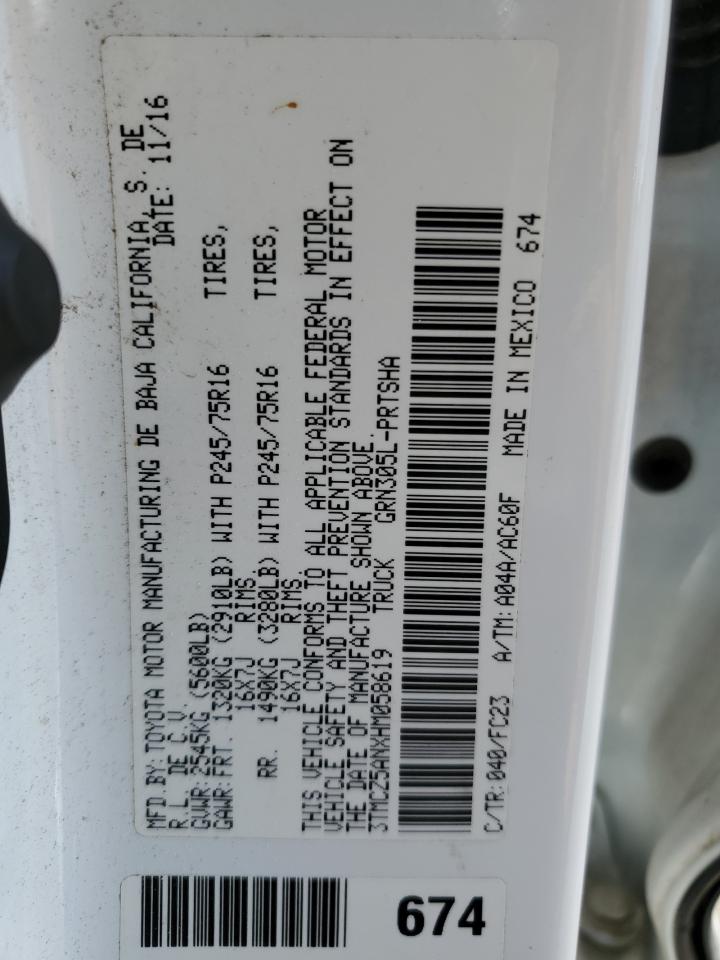 MFD.BY:TOYOTA MOTOR MANUFACTURING DE BAJA CALIFORNIA, S. DE
R.L. DE C.V. DATE: 11/16
GVWR:2545KG (5600LB)
GAWR:FRT. 1320KG (2910LB) WITH P245/75R16 TIRES,
16X7J RIMS.
RR. 1490KG (3280LB) WITH P245/75R16 TIRES,
16X7J RIMS.
THIS VEHICLE CONFORMS TO ALL APPLICABLE FEDERAL MOTOR
VEHICLE SAFETY AND THEFT PREVENTION STANDARDS IN EFFECT ON
THE DATE OF MANUFACTURE SHOWN ABOVE.
3TMCZ5ANXHM058619 TRUCK GRN305L-PRTSHA
C/TR:040/FC23 A/TM:A04A/AC60F MADE IN MEXICO 674
674